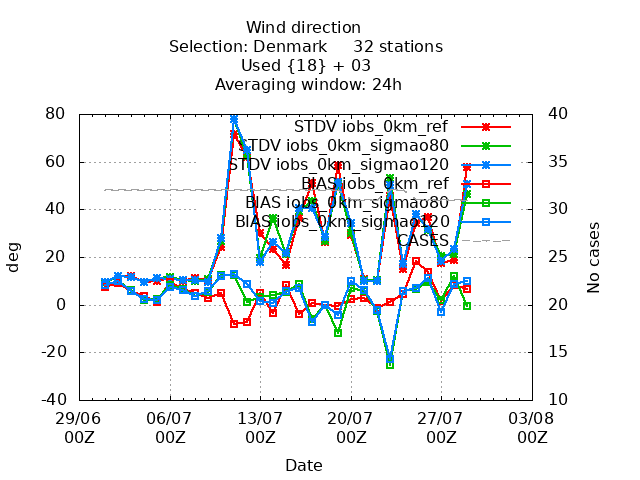 Wind direction
Selection: Denmark 32 stations
Used {18} + 03
Averaging window: 24h
80
60
40
20
0
-20
-40
deg
40
35
30
25
20
15
10
No cases
STDV iobs_0km_ref
STDV iobs_0km_sigmao80
STDV iobs_0km_sigmao120
BIAS iobs_0km_ref
BIAS iobs_0km_sigmao80
BIAS iobs_0km_sigmao120
CASES
29/06 06/07 13/07 20/07 27/07 03/08
00Z 00Z 00Z 00Z 00Z 00Z
Date